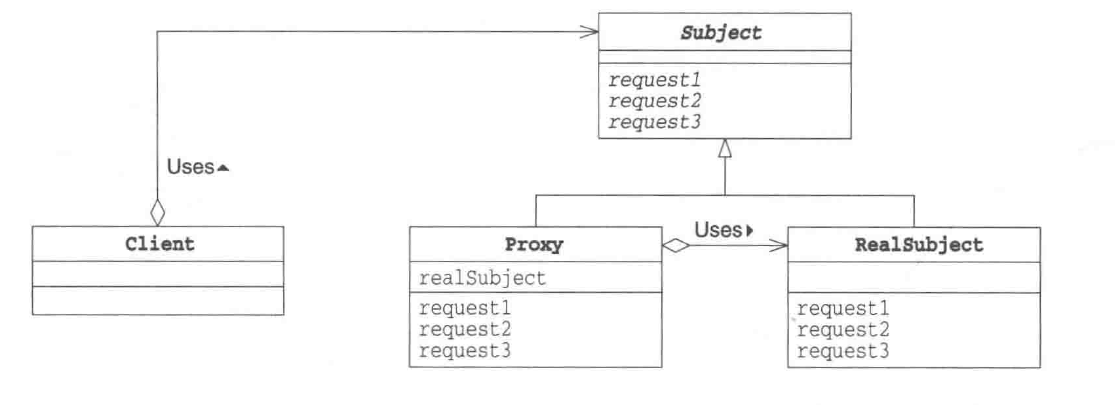 Subject
request1
request2
request3
Uses
Client
Proxy
realSubject
request1
request2
request3
Uses
RealSubject
request1
request2
request3